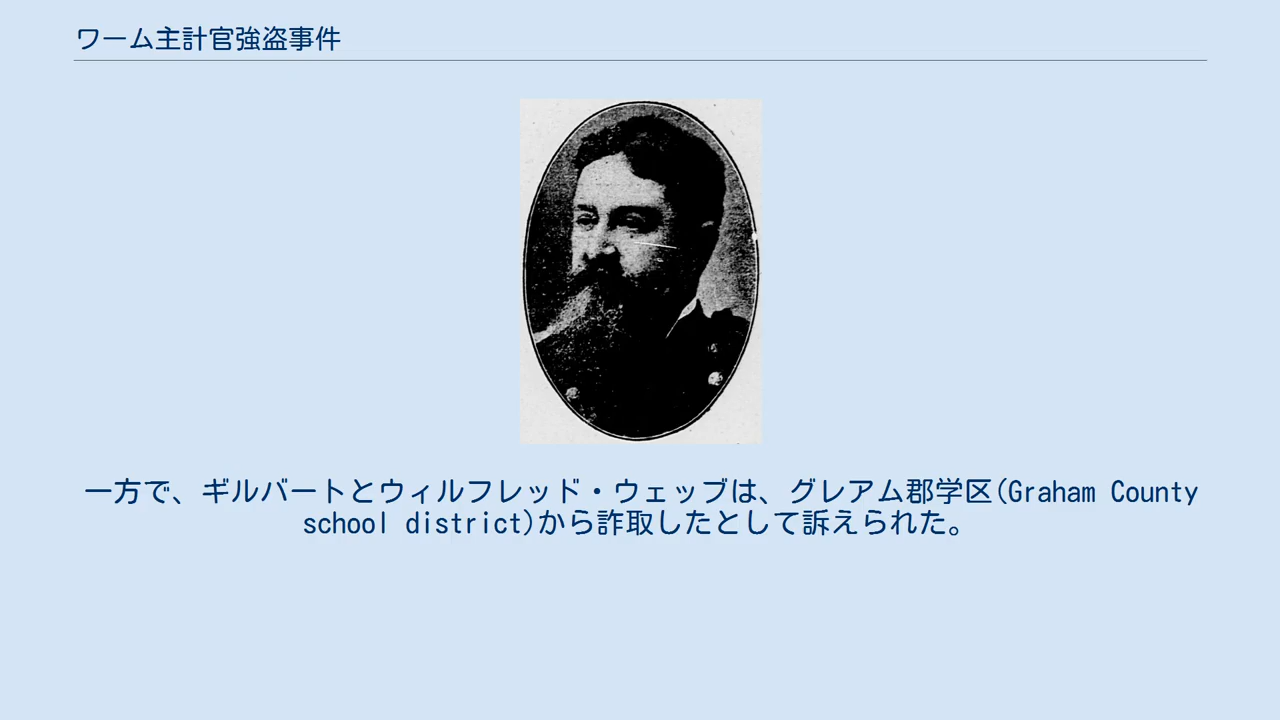 ワーム主計官強盗事件
一方で、ギルバートとウィルフレッド・ウェッブは、グレアム郡学区(Graham County
school district)から詐取したとして訴えられた。